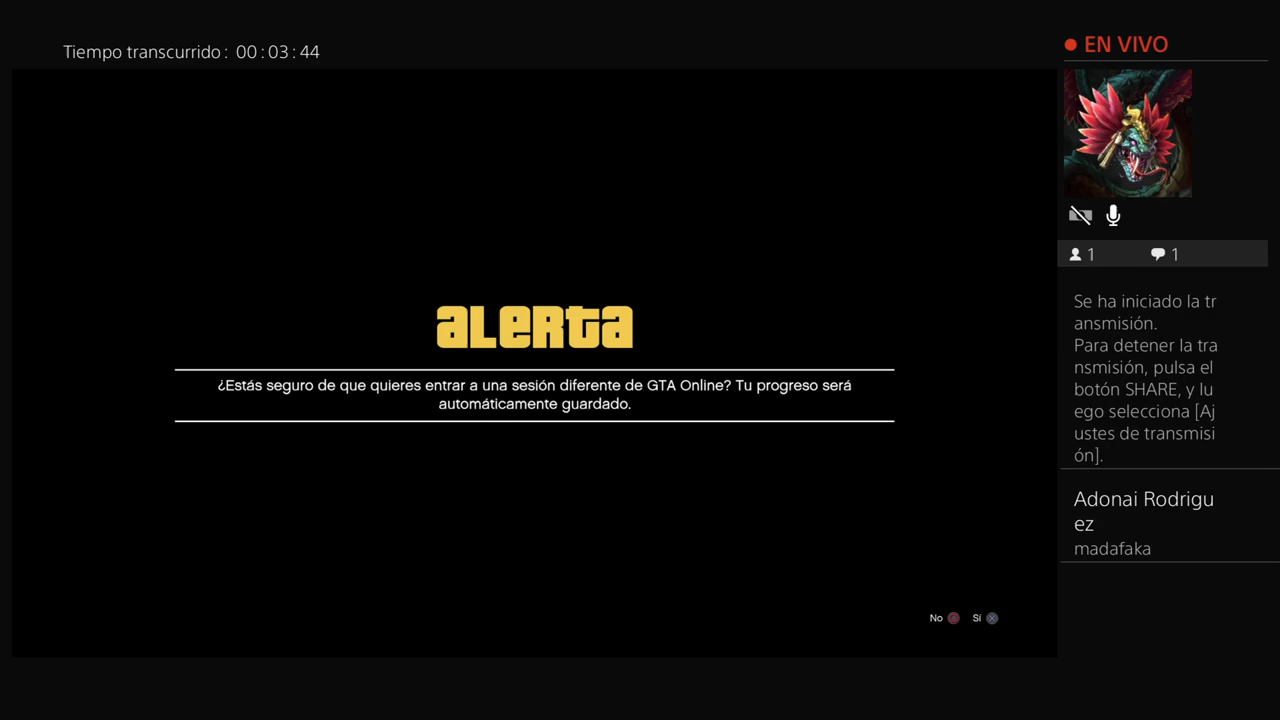 Tiempo transcurrido : 00 : 03 : 44
EN VIVO
1 1
ALERTA
¿Estás seguro de que quieres entrar a una sesión diferente de GTA Online? Tu progreso será
automáticamente guardado.
No Sí
Se ha iniciado la tr
ansmisión.
Para detener la tra
nsmisión, pulsa el
botón SHARE, y lu
ego selecciona [Aj
ustes de transmisi
ón].
Adonai Rodrigu
ez
madafaka